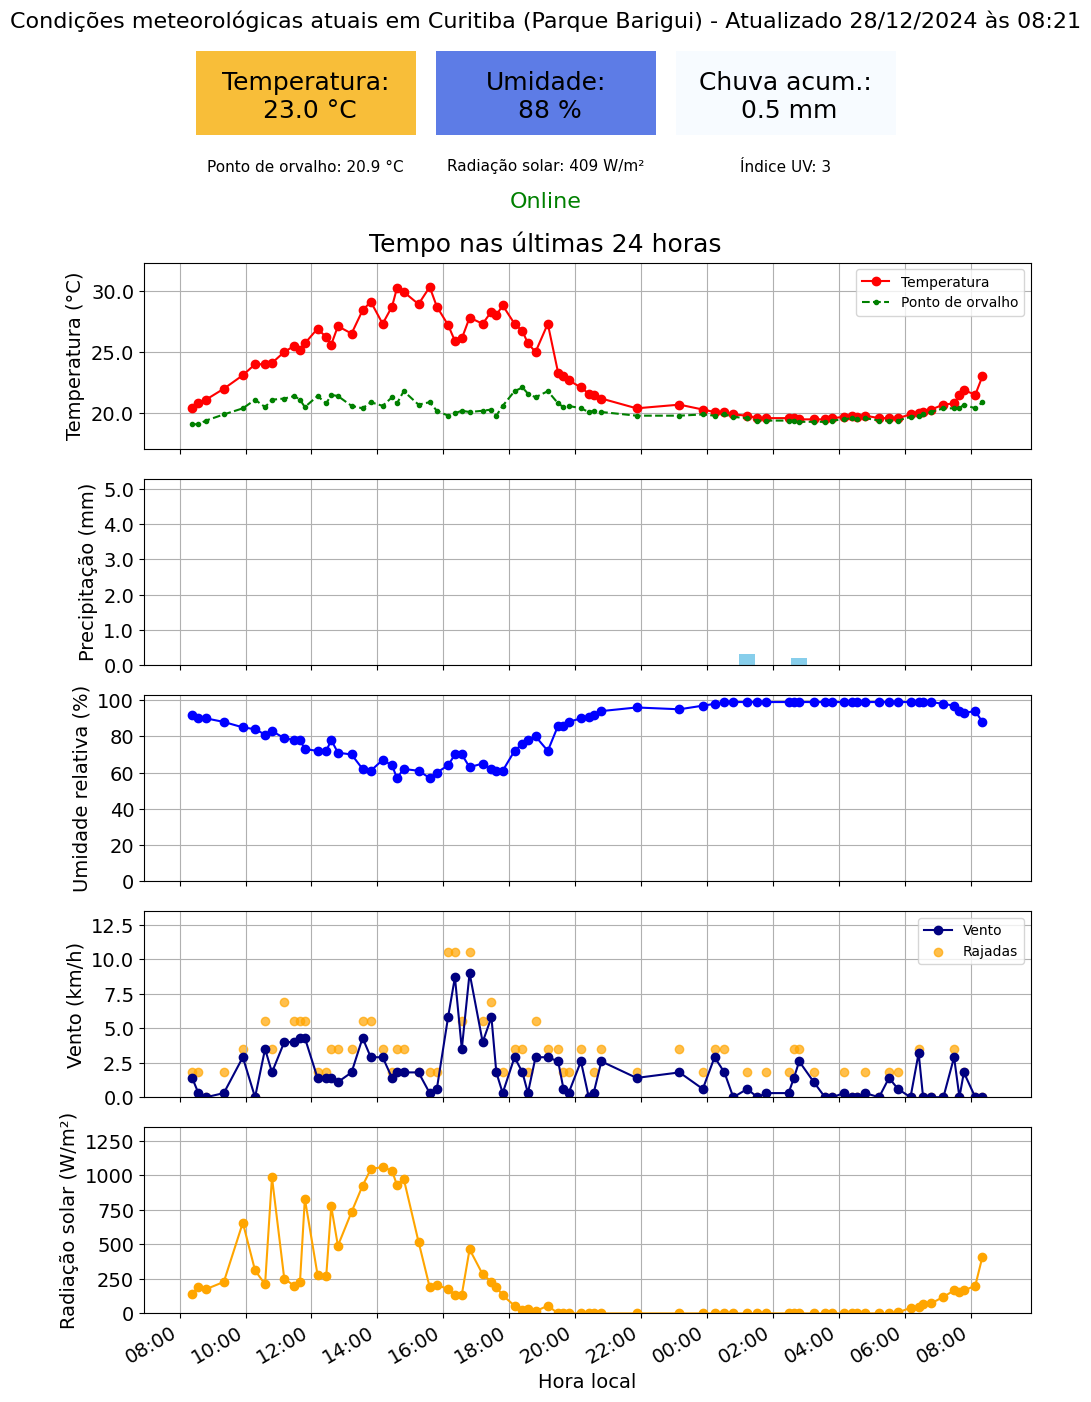 Condições meteorológicas atuais em Curitiba (Parque Barigui) - Atualizado 28/12/2024 às 08:21
Temperatura:
23.0 °C
Umidade:
88 %
Chuva acum.:
0.5 mm
Ponto de orvalho: 20.9 °C
Radiação solar: 409 W/m²
Índice UV: 3
Online
Tempo nas últimas 24 horas
Temperatura (°C)
30.0
25.0
20.0
Temperatura
Ponto de orvalho
Precipitação (mm)
5.0
4.0
3.0
2.0
1.0
0.0
Umidade relativa (%)
100
80
60
40
20
0
Vento (km/h)
12.5
10.0
7.5
5.0
2.5
0.0
Vento
Rajadas
Radiação solar (W/m²)
1250
1000
750
500
250
0
08:00 10:00 12:00 14:00 16:00 18:00 20:00 22:00 00:00 02:00 04:00 06:00 08:00
Hora local